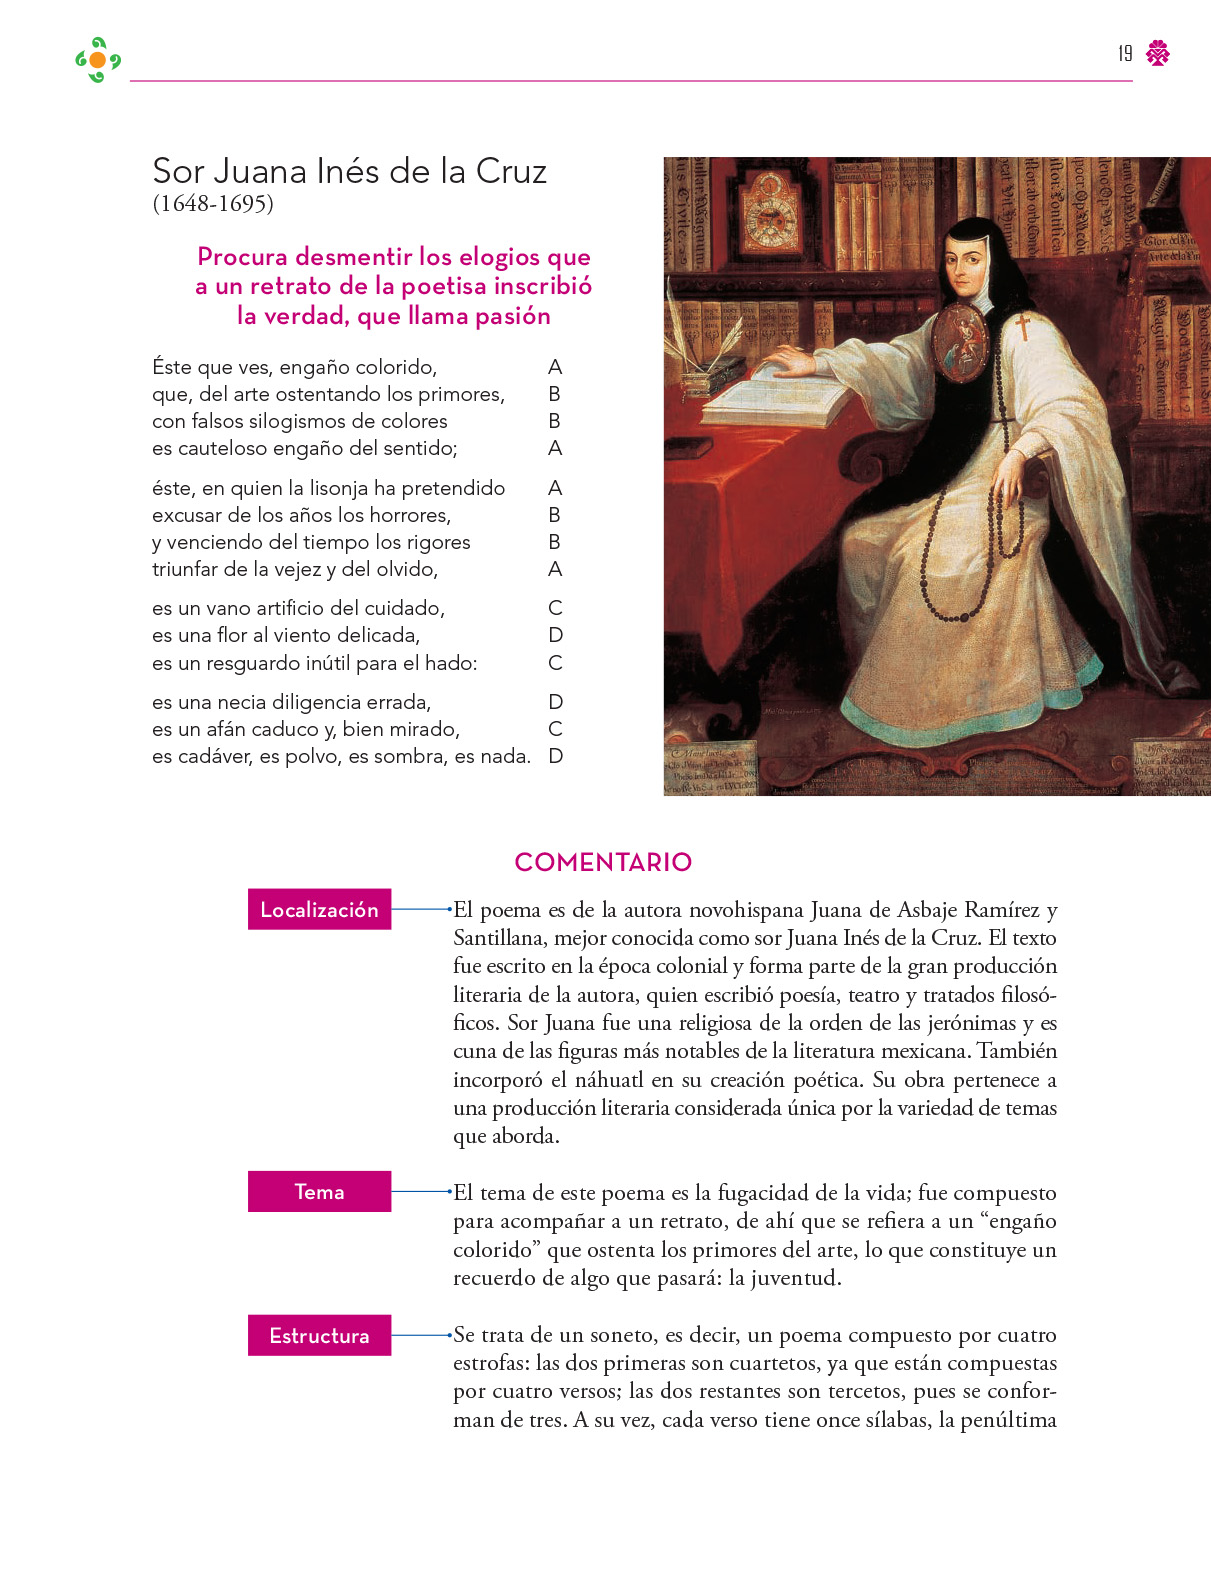 19
Sor Juana Inés de la Cruz
(1648-1695)
Procura desmentir los elogios que
a un retrato de la poetisa inscribió
la verdad, que llama pasión
Éste que ves, engaño colorido, A
que, del arte ostentando los primores, B
con falsos silogismos de colores B
es cauteloso engaño del sentido; A
éste, en quien la lisonja ha pretendido A
excusar de los años los horrores, B
y venciendo del tiempo los rigores B
triunfar de la vejez y del olvido, A
es un vano artificio del cuidado, C
es una flor al viento delicada, D
es un resguardo inútil para el hado: C
es una necia diligencia errada, D
es un afán caduco y, bien mirado, C
es cadáver, es polvo, es sombra, es nada. D
COMENTARIO
Localización
El poema es de la autora novohispana Juana de Asbaje Ramírez y
Santillana, mejor conocida como sor Juana Inés de la Cruz. El texto
fue escrito en la época colonial y forma parte de la gran producción
literaria de la autora, quien escribió poesía, teatro y tratados filosó-
ficos. Sor Juana fue una religiosa de la orden de las jerónimas y es
cuna de las figuras más notables de la literatura mexicana. También
incorporó el náhuatl en su creación poética. Su obra pertenece a
una producción literaria considerada única por la variedad de temas
que aborda.
Tema
El tema de este poema es la fugacidad de la vida; fue compuesto
para acompañar a un retrato, de ahí que se refiera a un “engaño
colorido” que ostenta los primores del arte, lo que constituye un
recuerdo de algo que pasará: la juventud.
Estructura
Se trata de un soneto, es decir, un poema compuesto por cuatro
estrofas: las dos primeras son cuartetos, ya que están compuestas
por cuatro versos; las dos restantes son tercetos, pues se confor-
man de tres. A su vez, cada verso tiene once sílabas, la penúltima